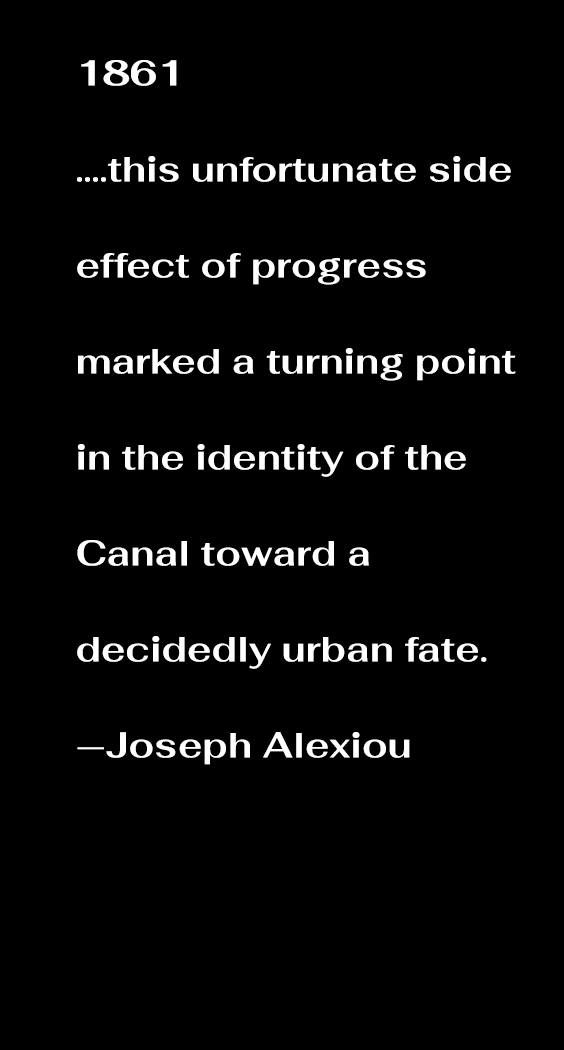 1861
....this unfortunate side
effect of progress
marked a turning point
in the identity of the
Canal toward a
decidedly urban fate.
—Joseph Alexiou